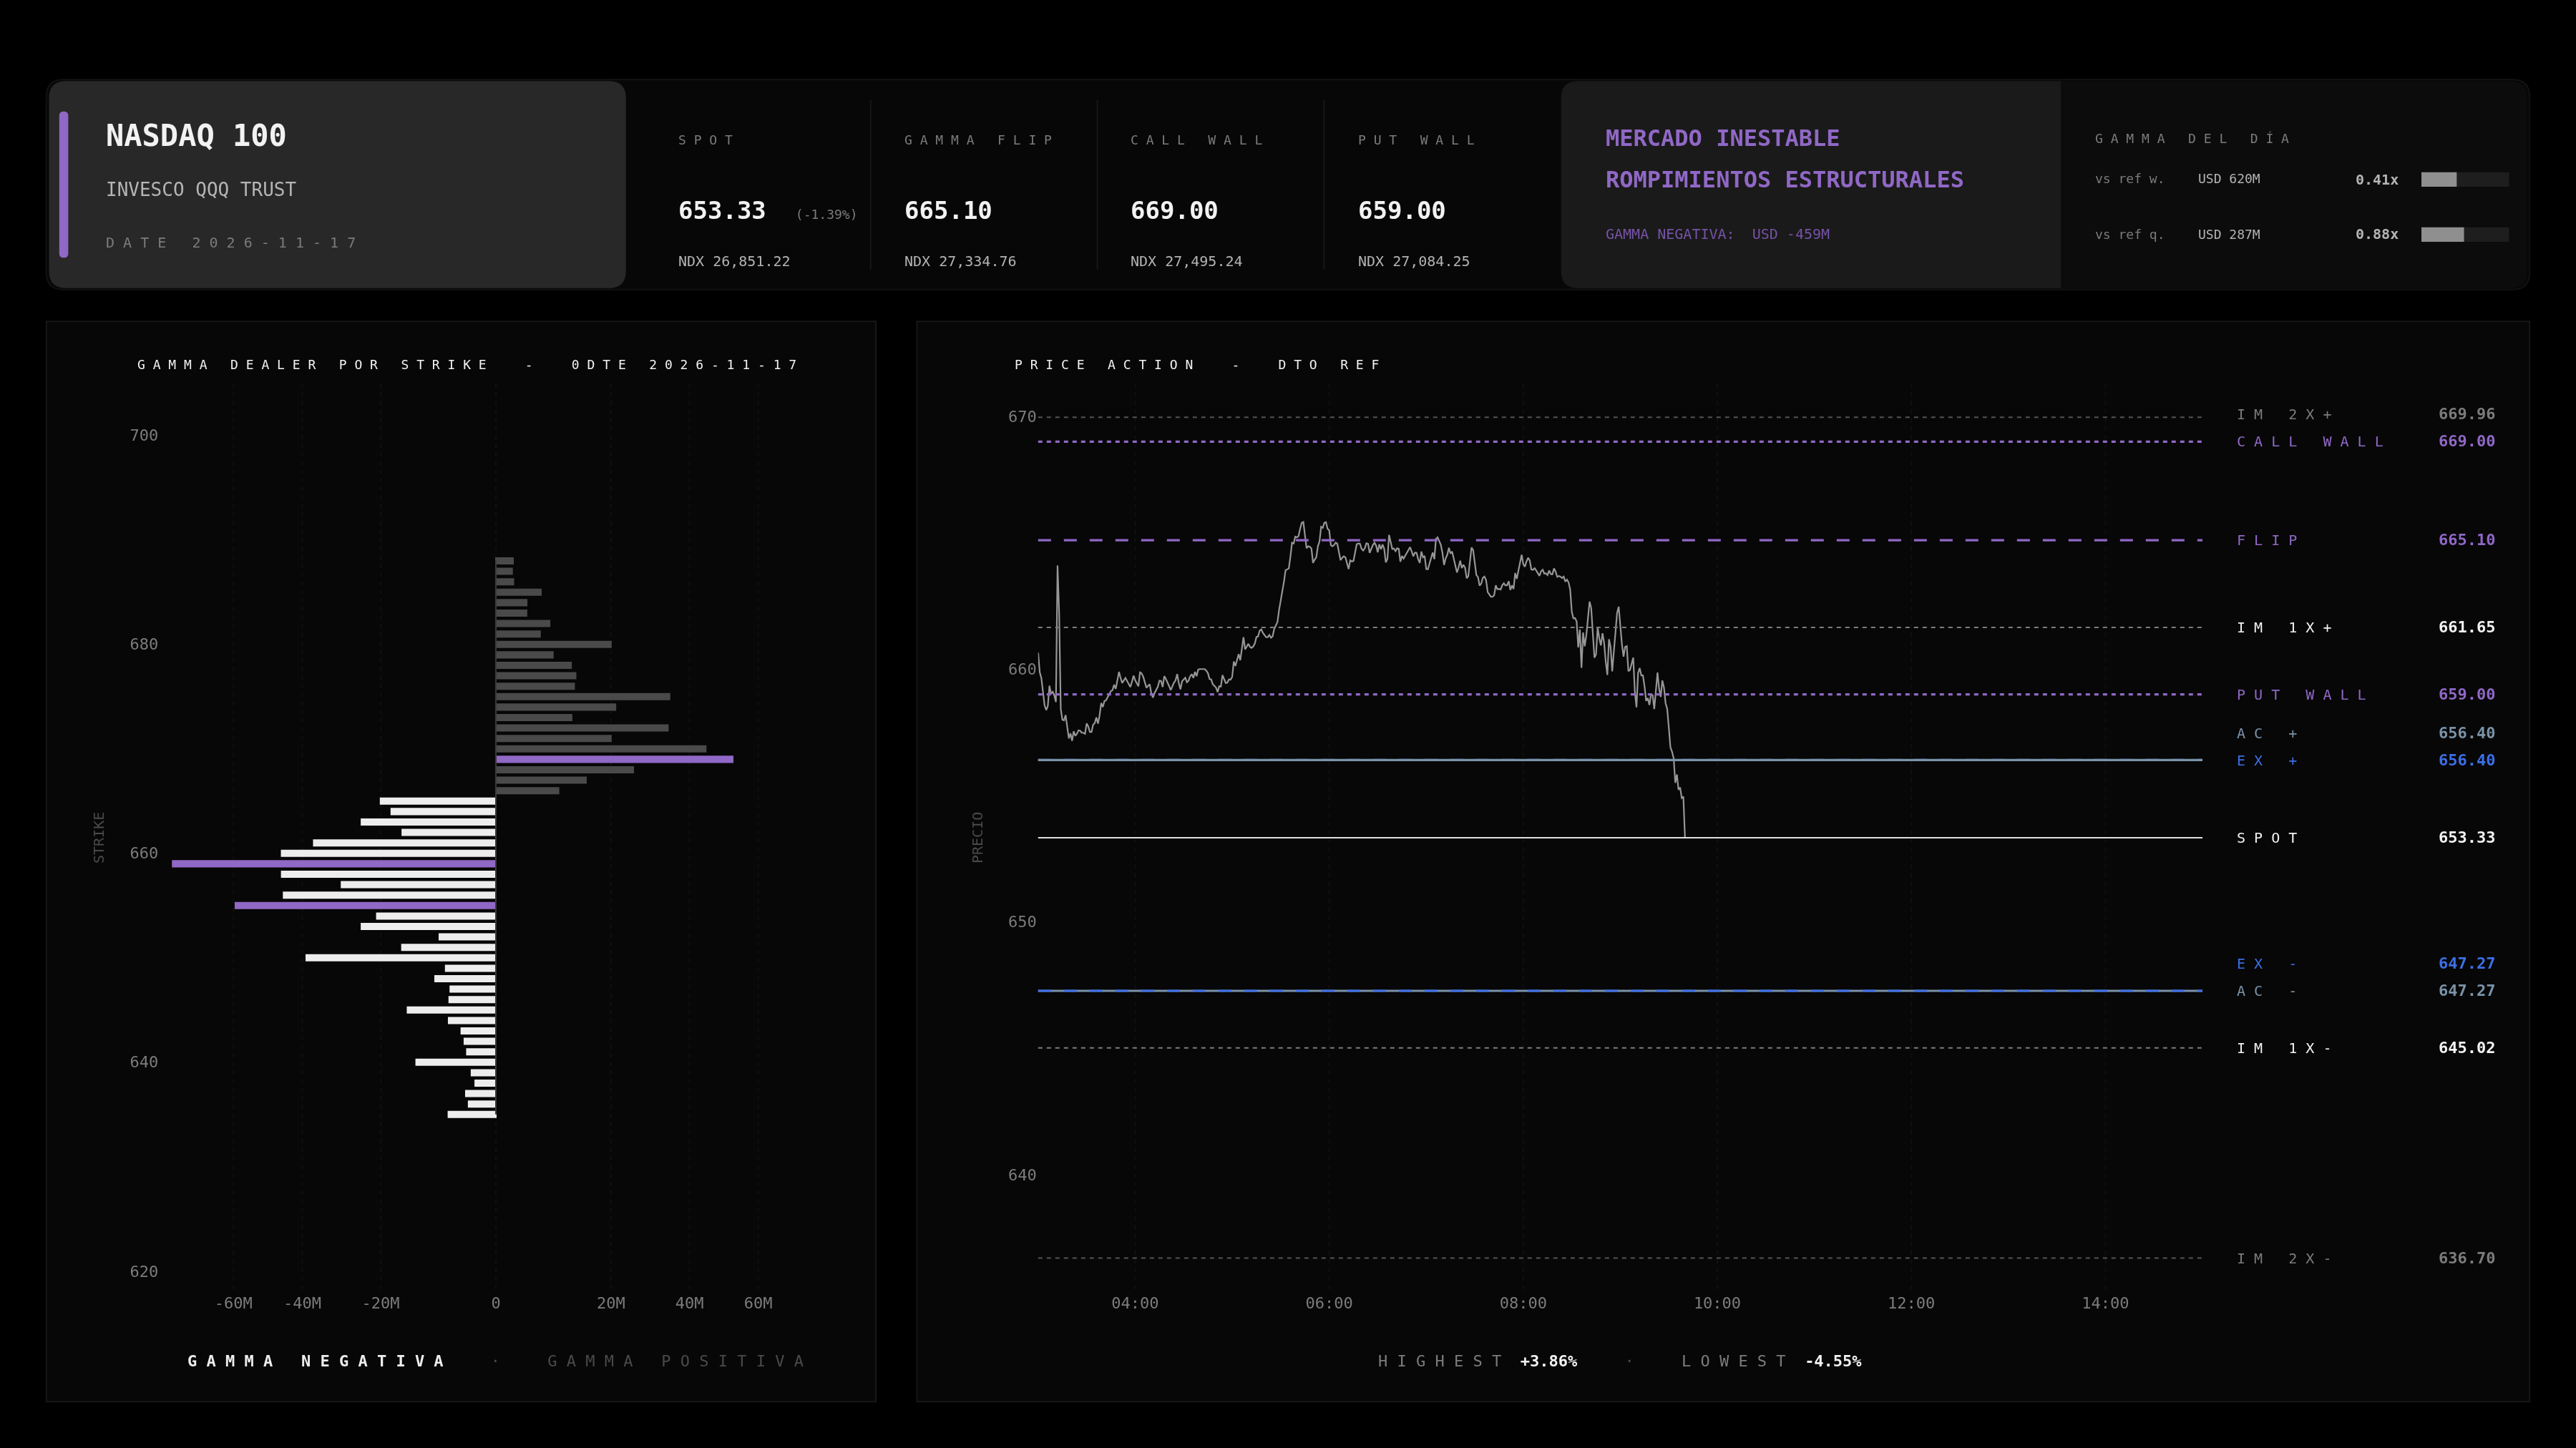 NASDAQ 100
INVESCO QQQ TRUST
DATE 2026-11-17
SPOT
653.33 (-1.39%)
NDX 26,851.22
GAMMA FLIP
665.10
NDX 27,334.76
CALL WALL
669.00
NDX 27,495.24
PUT WALL
659.00
NDX 27,084.25
MERCADO INESTABLE
ROMPIMIENTOS ESTRUCTURALES
GAMMA NEGATIVA: USD -459M
GAMMA DEL DÍA
vs ref w. USD 620M 0.41x
vs ref q. USD 287M 0.88x
GAMMA DEALER POR STRIKE - 0DTE 2026-11-17
STRIKE
700
680
660
640
620
-60M -40M -20M 0 20M 40M 60M
GAMMA NEGATIVA · GAMMA POSITIVA
PRICE ACTION - DTO REF
PRECIO
670
660
650
640
04:00 06:00 08:00 10:00 12:00 14:00
IM 2X+ 669.96
CALL WALL 669.00
FLIP 665.10
IM 1X+ 661.65
PUT WALL 659.00
AC + 656.40
EX + 656.40
SPOT 653.33
EX - 647.27
AC - 647.27
IM 1X- 645.02
IM 2X- 636.70
HIGHEST +3.86% · LOWEST -4.55%